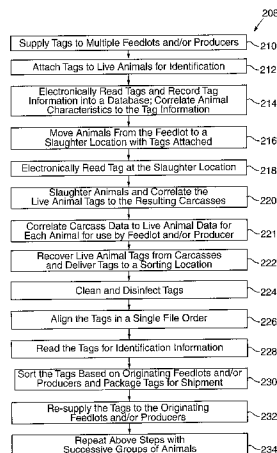 208
Supply Tags to Multiple Feedlots and/or Producers
210
Attach Tags to Live Animals for Identification
212
Electronically Read Tags and Record Tag
Information into a Database; Correlate Animal
Characteristics to the Tag Information
214
Move Animals From the Feedlot to a
Slaughter Location with Tags Attached
216
Electronically Read Tag at the Slaughter Location
218
Slaughter Animals and Correlate the
Live Animal Tags to the Resulting Carcasses
220
Correlate Carcass Data to Live Animal Data for
Each Animal for use by Feedlot and/or Producer
221
Recover Live Animal Tags from Carcasses
and Deliver Tags to a Sorting Location
222
Clean and Disinfect Tags
224
Align the Tags in a Single File Order
226
Read the Tags for Identification Information
228
Sort the Tags Based on Originating Feedlots and/or
Producers and Package Tags for Shipment
230
Re-supply the Tags to the Originating
Feedlots and/or Producers
232
Repeat Above Steps with
Successive Groups of Animals
234